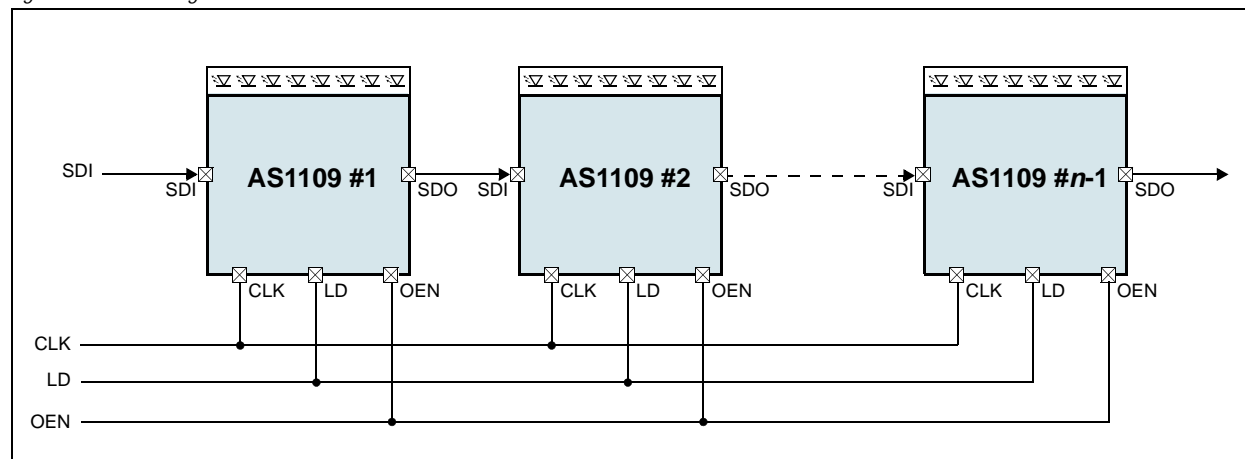 SDI
SDI
AS1109 #1
SDO
SDI
AS1109 #2
SDO
SDI
AS1109 #n-1
SDO
CLK
LD
OEN
CLK
LD
OEN
CLK
LD
OEN
CLK
LD
OEN